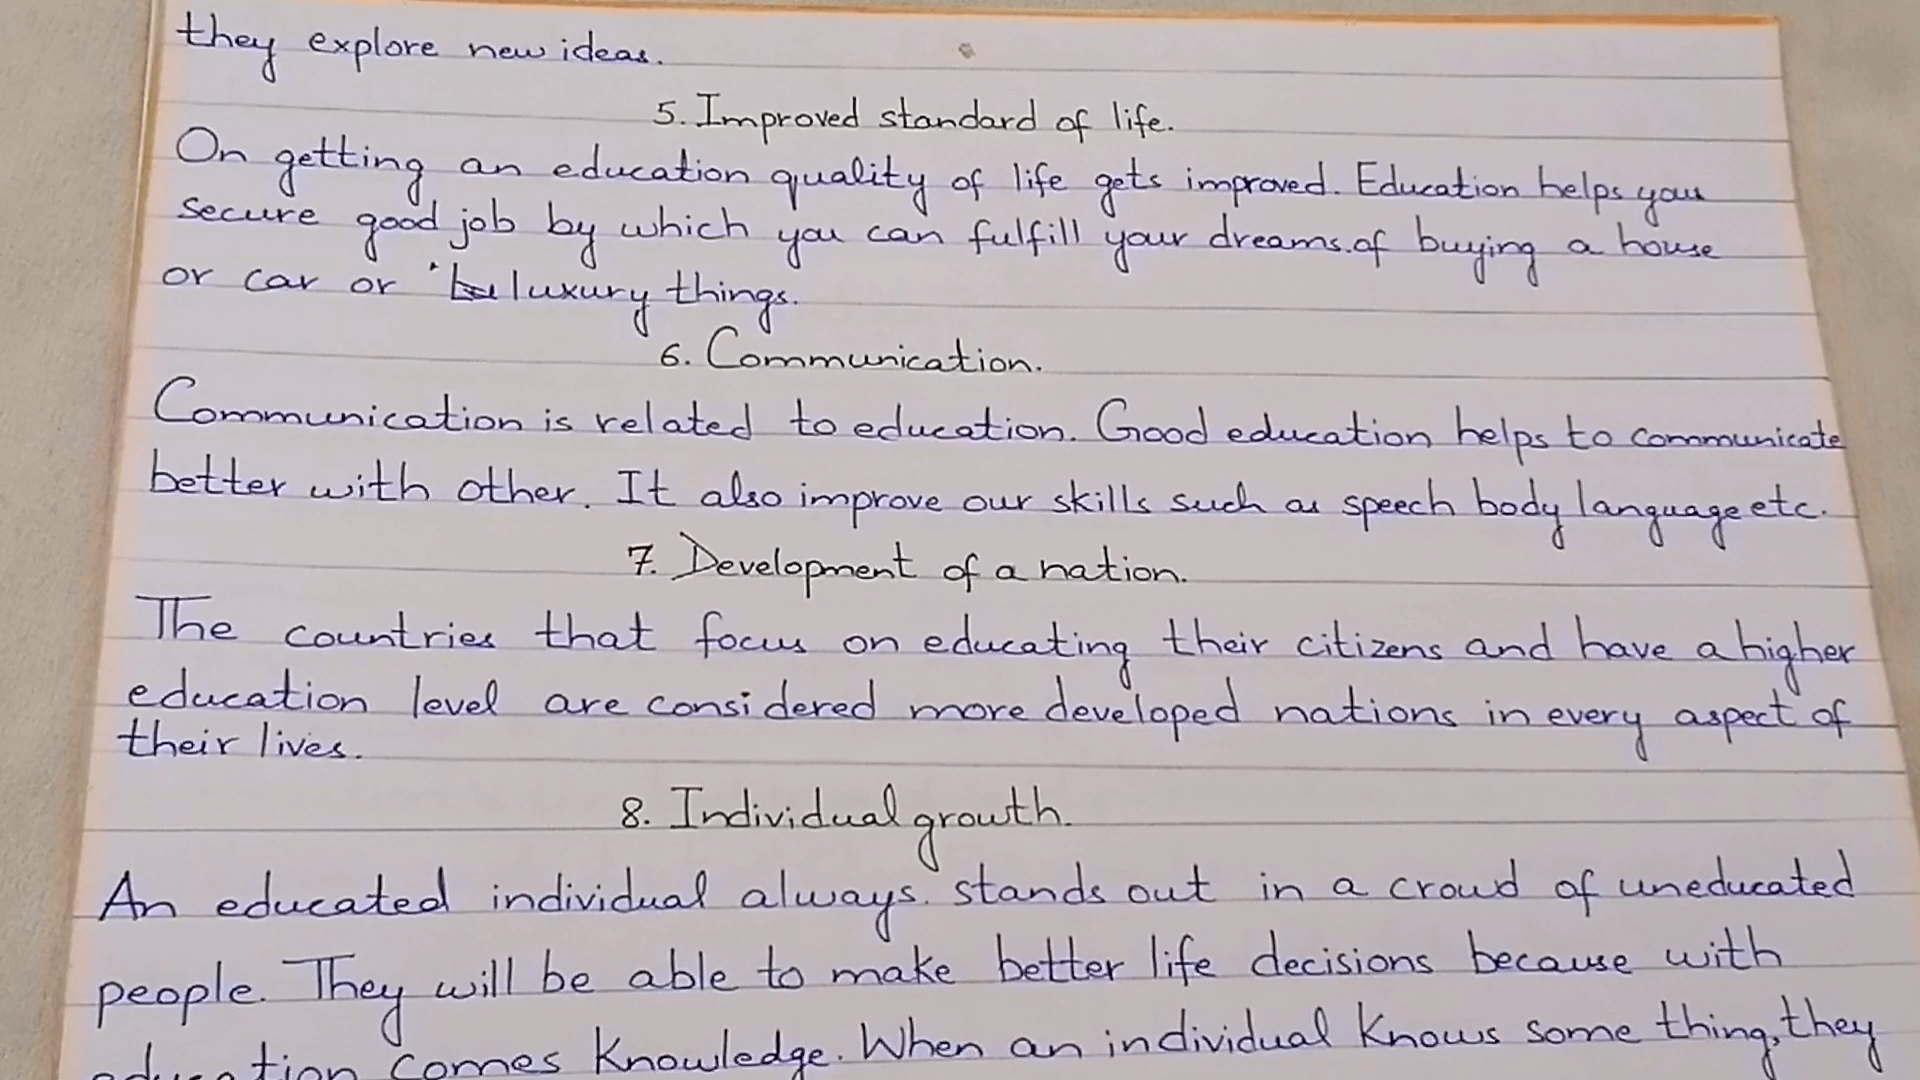 they explore new ideas.
5. Improved standard of life.
On getting an education quality of life gets improved. Education helps you
secure good job by which you can fulfill your dreams.of buying a house
or car or luxury things.
6. Communication.
Communication is related to education. Good education helps to communicate
better with other. It also improve our skills such as speech body language etc.
7. Development of a nation.
The countries that focus on educating their citizens and have a higher
education level are considered more developed nations in every aspect of
their lives.
8. Individual growth.
An educated individual always. stands out in a crowd of uneducated
people. They will be able to make better life decisions because with
education comes knowledge. When an individual knows some thing, they